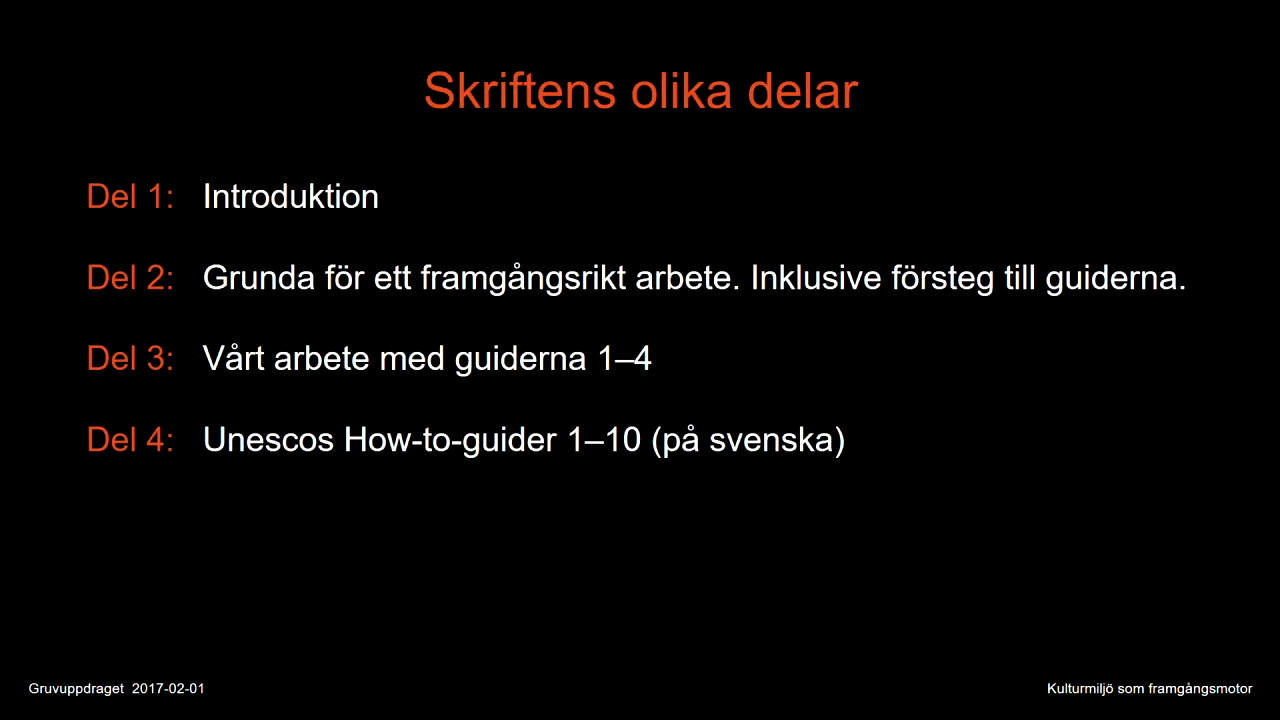 Skriftens olika delar
Del 1: Introduktion
Del 2: Grunda för ett framgångsrikt arbete. Inklusive försteg till guiderna.
Del 3: Vårt arbete med guiderna 1–4
Del 4: Unescos How-to-guider 1–10 (på svenska)
Gruvuppdraget 2017-02-01
Kulturmiljö som framgångsmotor